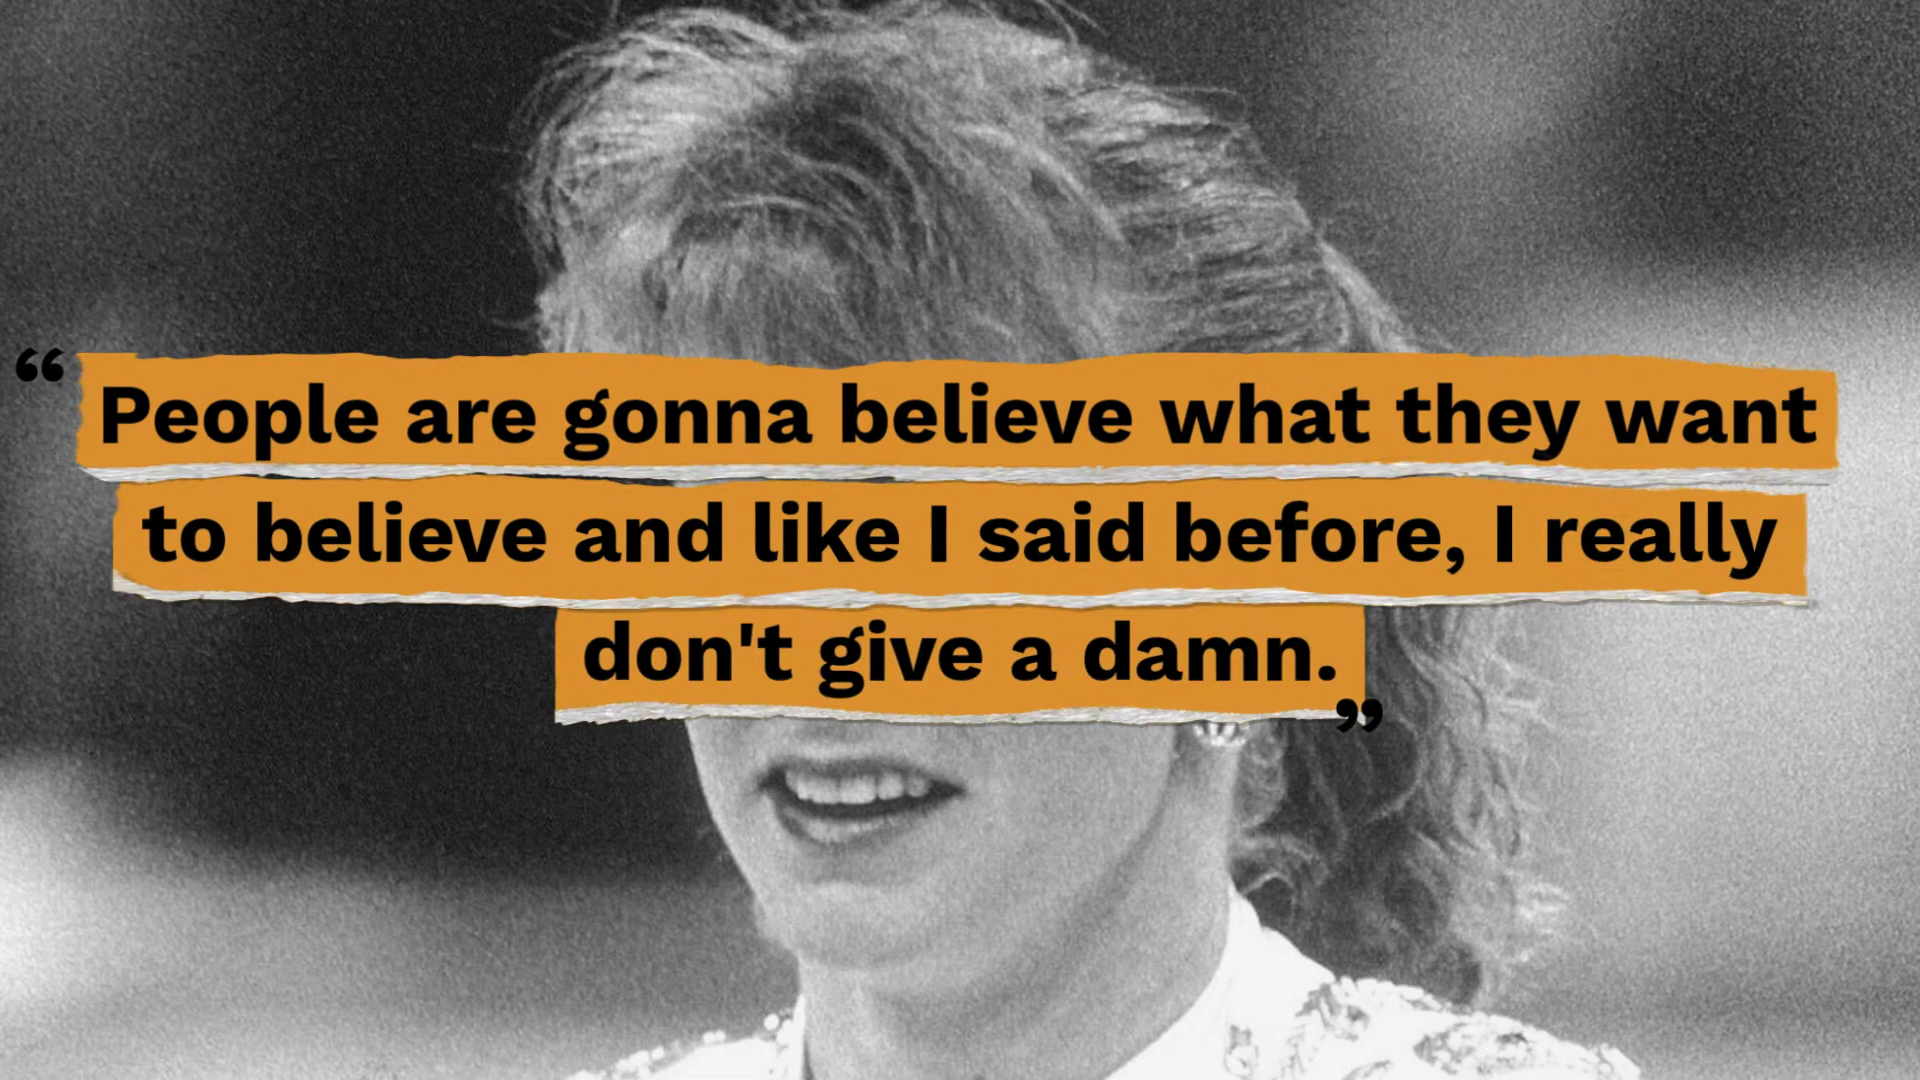 “People are gonna believe what they want
to believe and like I said before, I really
don't give a damn.”